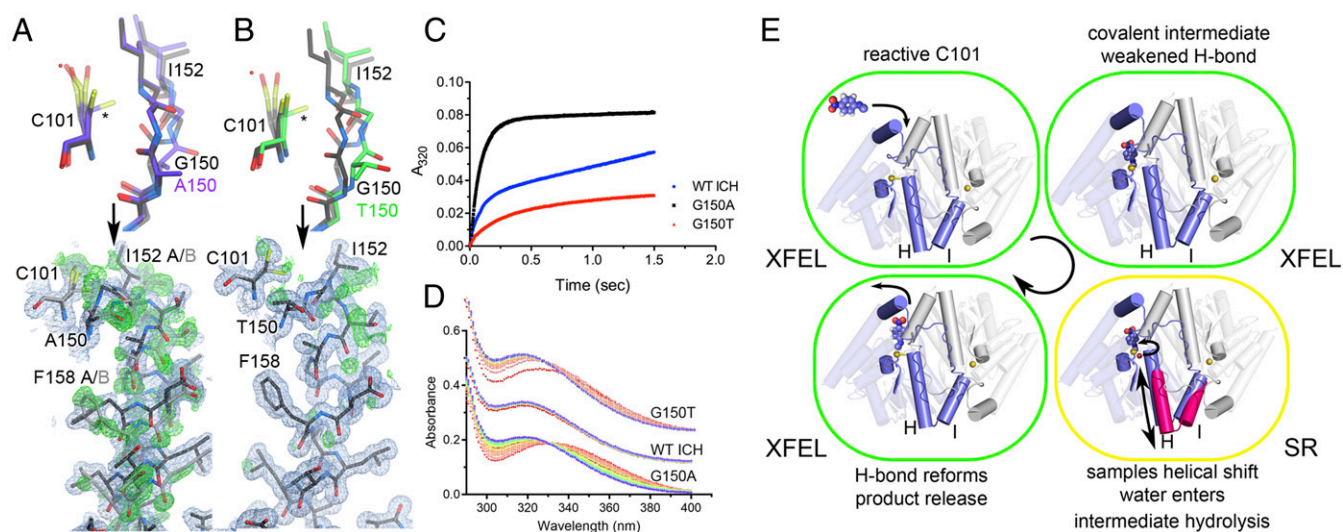 A
I152
C101
*
G150
A150
I152 A/B
C101
A150
F158 A/B
B
I152
C101
*
G150
T150
C101
I152
T150
F158
C
A320
0.10
0.08
0.06
0.04
0.02
0.00
0.0
0.5
1.0
1.5
2.0
Time (sec)
WT ICH
G150A
G150T
D
Absorbance
0.6
0.4
0.2
0.0
300
320
340
360
380
400
Wavelength (nm)
G150T
WT ICH
G150A
E
reactive C101
H
I
XFEL
covalent intermediate
weakened H-bond
H
I
XFEL
H
I
XFEL
H-bond reforms
product release
H
I
SR
samples helical shift
water enters
intermediate hydrolysis